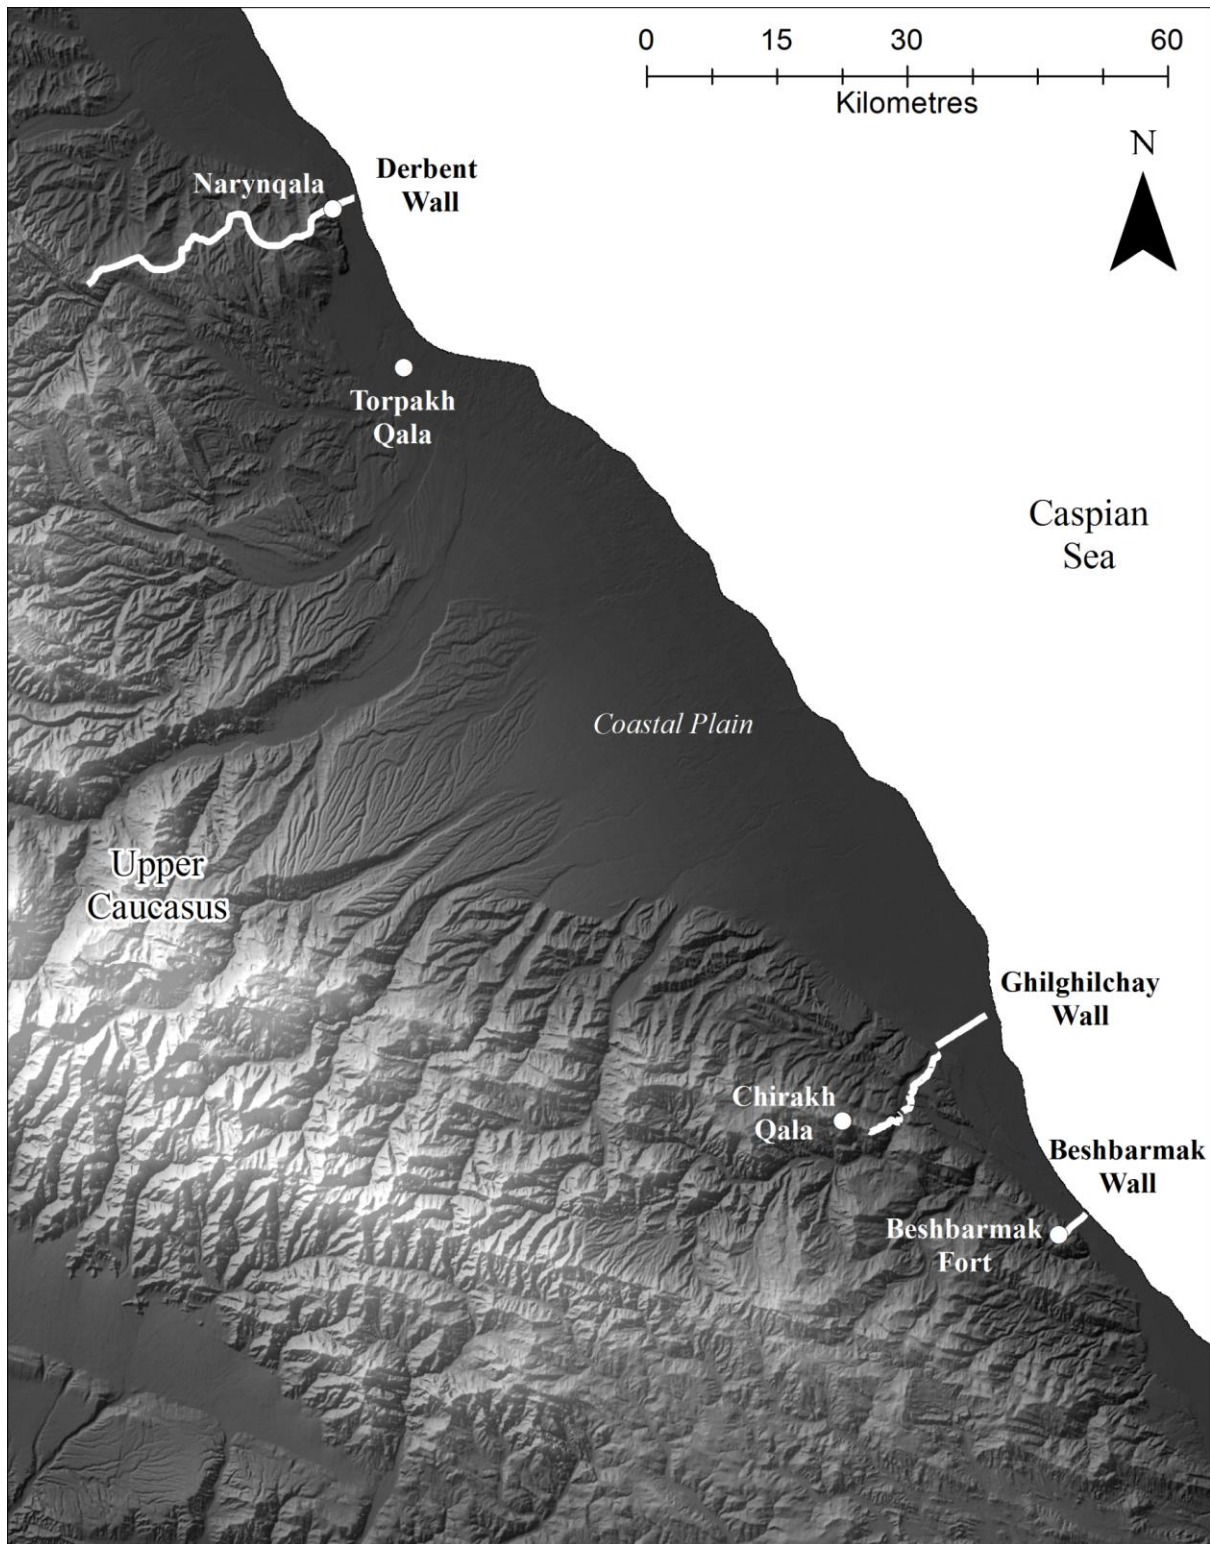 0 15 30 60
Kilometres
N
Derbent
Wall
Narynqala
Torpakh
Qala
Caspian
Sea
Coastal Plain
Upper
Caucasus
Ghilghilchay
Wall
Chirakh
Qala
Beshbarmak
Wall
Beshbarmak
Fort